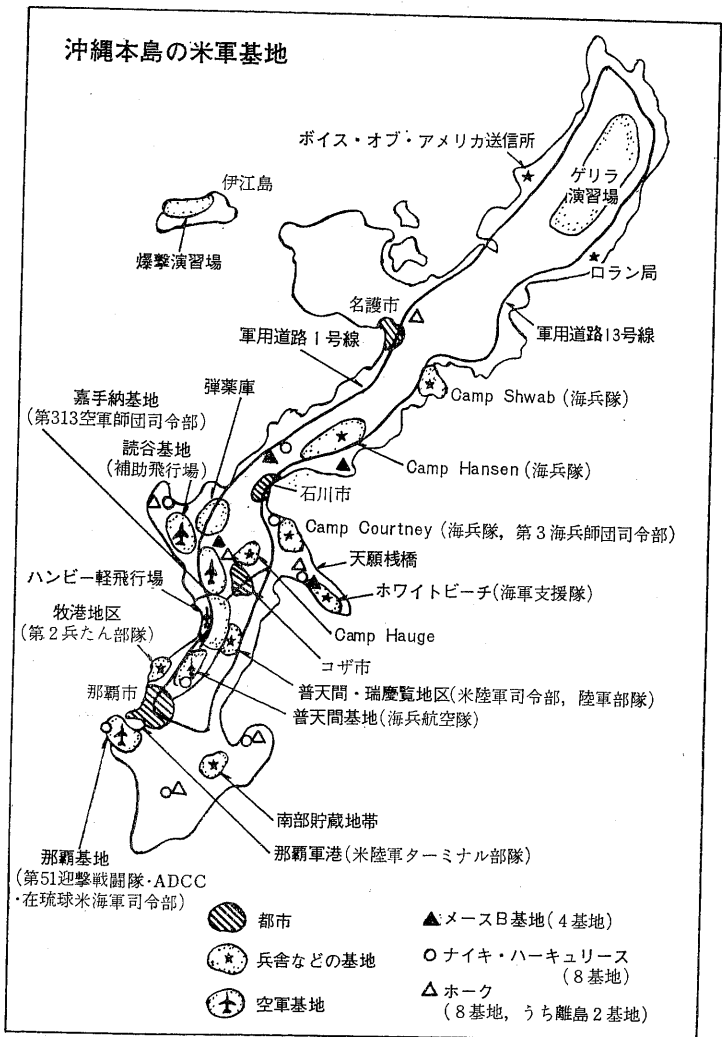 沖縄本島の米軍基地
ボイス・オブ・アメリカ送信所
ゲリラ
演習場
伊江島
爆撃演習場
ロラン局
名護市
軍用道路1号線
軍用道路13号線
嘉手納基地
(第313空軍師団司令部)
弾薬庫
Camp Shwab (海兵隊)
読谷基地
(補助飛行場)
Camp Hansen (海兵隊)
石川市
Camp Courtney (海兵隊, 第3海兵師団司令部)
天願桟橋
ハンビー軽飛行場
ホワイトビーチ(海軍支援隊)
牧港地区
(第2兵たん部隊)
Camp Hauge
コザ市
那覇市
普天間・瑞慶覧地区(米陸軍司令部, 陸軍部隊)
普天間基地(海兵航空隊)
南部貯蔵地帯
那覇軍港(米陸軍ターミナル部隊)
那覇基地
(第51迎撃戦闘隊・ADCC
・在琉球米海軍司令部)
都市
兵舎などの基地
空軍基地
メースB基地(4基地)
ナイキ・ハーキュリース
(8基地)
ホーク
(8基地, うち離島2基地)